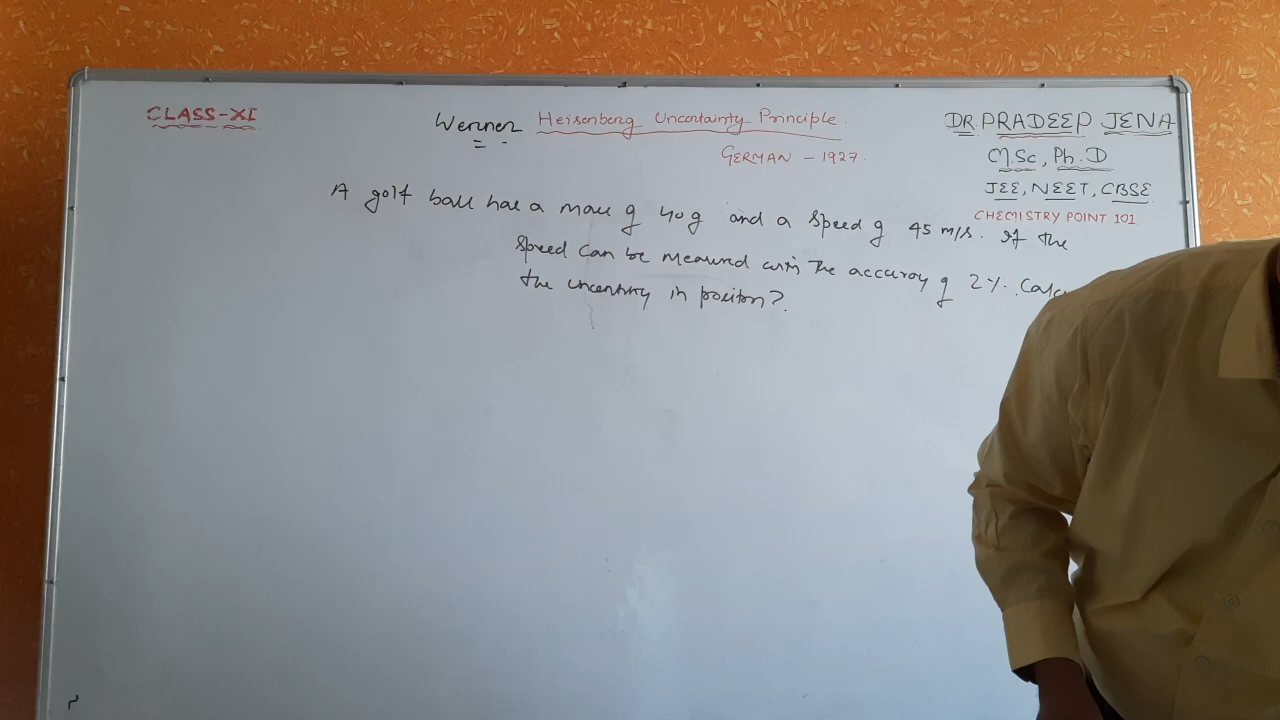 CLASS-XI
Werner Heisenberg Uncertainty Principle.
GERMAN - 1927.
DR. PRADEEP JENA
M.Sc, Ph.D
JEE, NEET, CBSE
CHEMISTRY POINT 101
A golf ball has a mass of 40g and a speed of 45 m/s. If the
speed can be measured with the accuracy of 2%. Calc
the uncertainty in position?